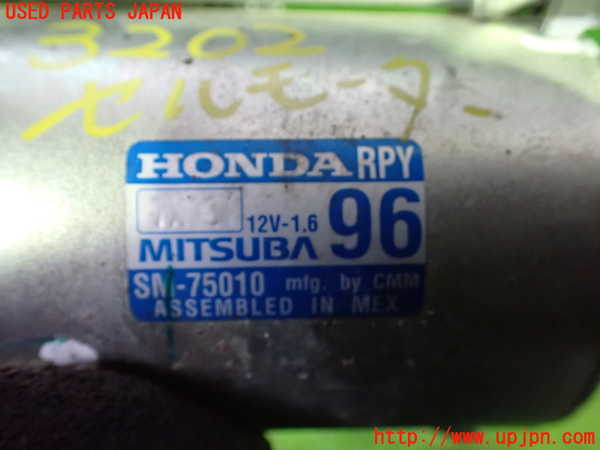 USED PARTS JAPAN
3202
セルモーター
HONDA RPY
12V-1.6 96
MITSUBA
SM-75010 mfg. by CMM
ASSEMBLED IN MEX
http://www.upjpn.com